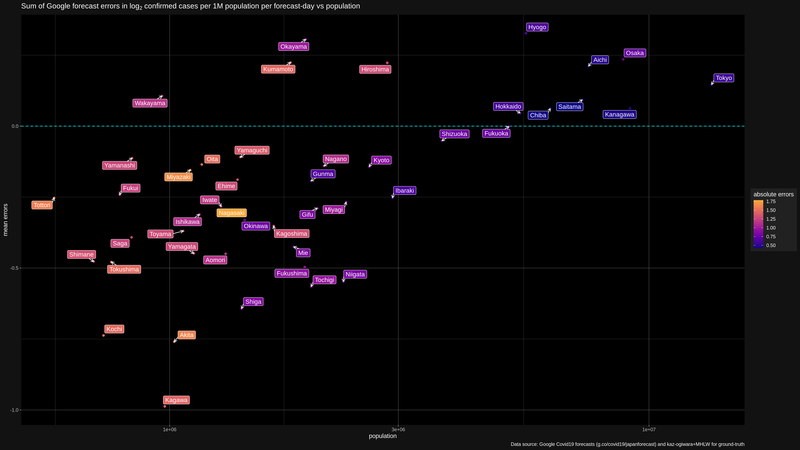 Sum of Google forecast errors in log2 confirmed cases per 1M population per forecast-day vs population
Hyogo
Okayama
Osaka
Aichi
Kumamoto
Hiroshima
Tokyo
Wakayama
Hokkaido
Saitama
Chiba
Kanagawa
0.0
Shizuoka
Fukuoka
Yamaguchi
Oita
Nagano
Kyoto
Yamanashi
Miyazaki
Gunma
Fukui
Ehime
Ibaraki
Iwate
Tottori
Nagasaki
Gifu
Miyagi
Ishikawa
Okinawa
Toyama
Kagoshima
Saga
Yamagata
Mie
Shimane
Aomori
-0.5
Tokushima
Fukushima
Niigata
Tochigi
Shiga
Kochi
Akita
Kagawa
-1.0
mean errors
1e+06
3e+06
1e+07
population
absolute errors
1.75
1.50
1.25
1.00
0.75
0.50
Data source: Google Covid19 forecasts (g.co/covid19/japanforecast) and kaz-ogiwara+MHLW for ground-truth